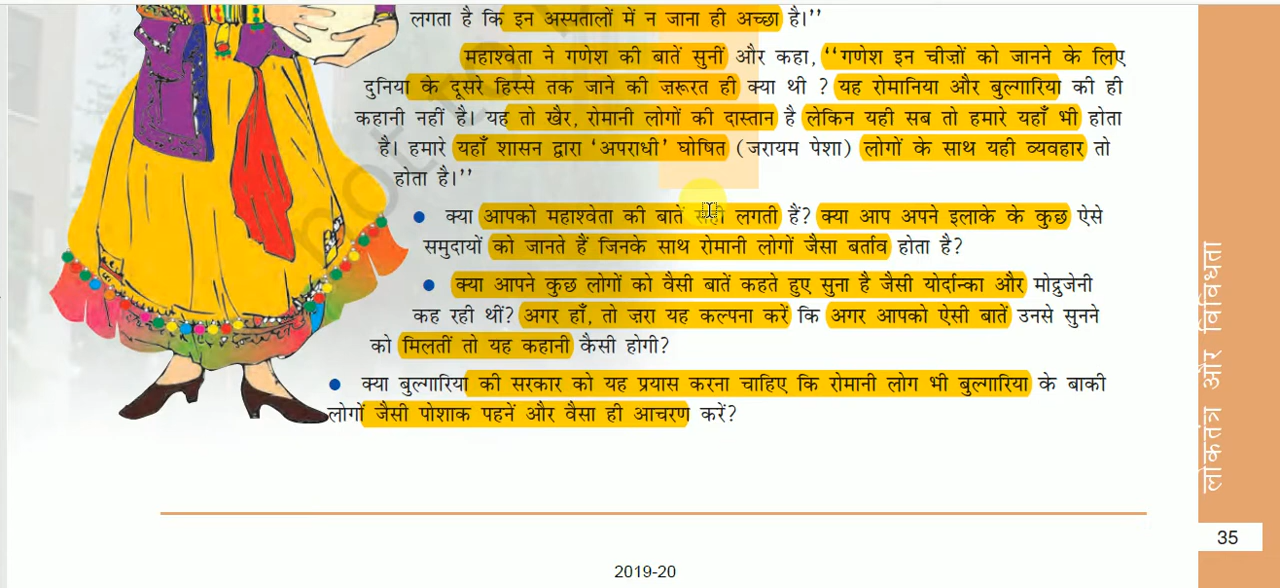 लगता है कि इन अस्पतालों में न जाना ही अच्छा है।’’
महाश्वेता ने गणेश की बातें सुनीं और कहा, ‘‘गणेश इन चीज़ों को जानने के लिए
दुनिया के दूसरे हिस्से तक जाने की जरूरत ही क्या थी ? यह रोमानिया और बुल्गारिया की ही
कहानी नहीं है। यह तो खैर, रोमानी लोगों की दास्तान है लेकिन यही सब तो हमारे यहाँ भी होता
है। हमारे यहाँ शासन द्वारा ‘अपराधी’ घोषित (जरायम पेशा) लोगों के साथ यही व्यवहार तो
होता है।’’
● क्या आपको महाश्वेता की बातें सही लगती हैं? क्या आप अपने इलाके के कुछ ऐसे
समुदायों को जानते हैं जिनके साथ रोमानी लोगों जैसा बर्ताव होता है?
● क्या आपने कुछ लोगों को वैसी बातें कहते हुए सुना है जैसी योर्दान्का और मोद्रुजेनी
कह रही थीं? अगर हाँ, तो जरा यह कल्पना करें कि अगर आपको ऐसी बातें उनसे सुनने
को मिलतीं तो यह कहानी कैसी होगी?
● क्या बुल्गारिया की सरकार को यह प्रयास करना चाहिए कि रोमानी लोग भी बुल्गारिया के बाकी
लोगों जैसी पोशाक पहनें और वैसा ही आचरण करें?
लोकतंत्र और विविधता
35
2019-20